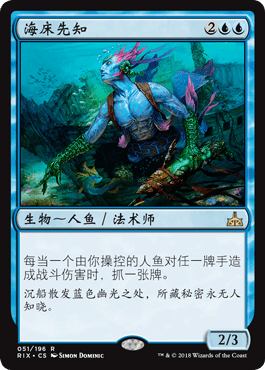 海床先知 2
生物～人鱼 / 法术师
每当一个由你操控的人鱼对任一牌手造
成战斗伤害时，抓一张牌。
沉船散发蓝色幽光之处，所藏秘密永无人
知晓。
2/3
051/196 R
RIX • CS SIMON DOMINIC
™ & © 2018 Wizards of the Coast